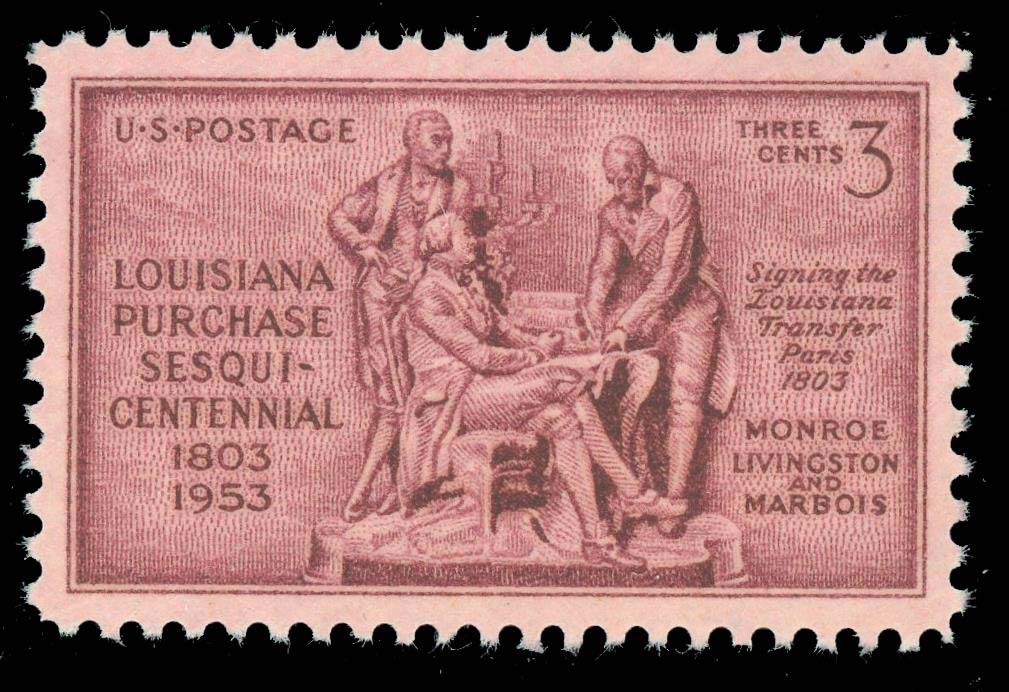 U·S·POSTAGE
THREE
CENTS 3
LOUISIANA
PURCHASE
SESQUI-
CENTENNIAL
1803
1953
Signing the
Louisiana
Transfer
Paris
1803
MONROE
LIVINGSTON
AND
MARBOIS